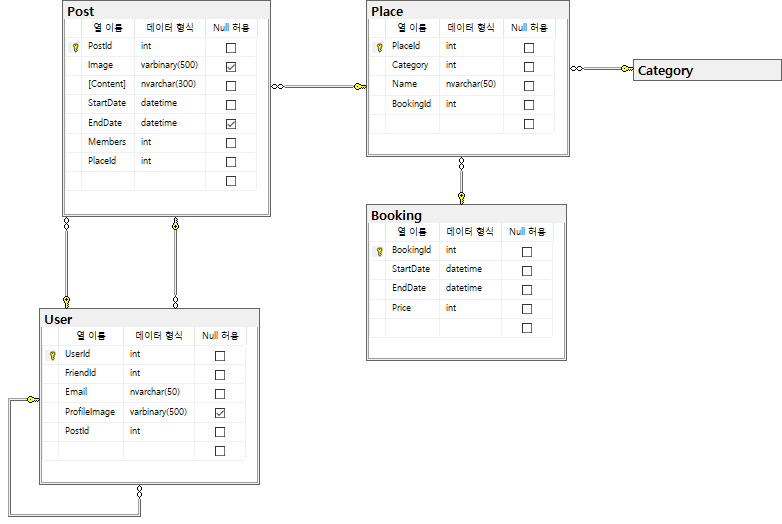 Post
열 이름 데이터 형식 Null 허용
PostId int
Image varbinary(500)
[Content] nvarchar(300)
StartDate datetime
EndDate datetime
Members int
PlaceId int
Place
열 이름 데이터 형식 Null 허용
PlaceId int
Category int
Name nvarchar(50)
BookingId int
Category
Booking
열 이름 데이터 형식 Null 허용
BookingId int
StartDate datetime
EndDate datetime
Price int
User
열 이름 데이터 형식 Null 허용
UserId int
FriendId int
Email nvarchar(50)
ProfileImage varbinary(500)
PostId int